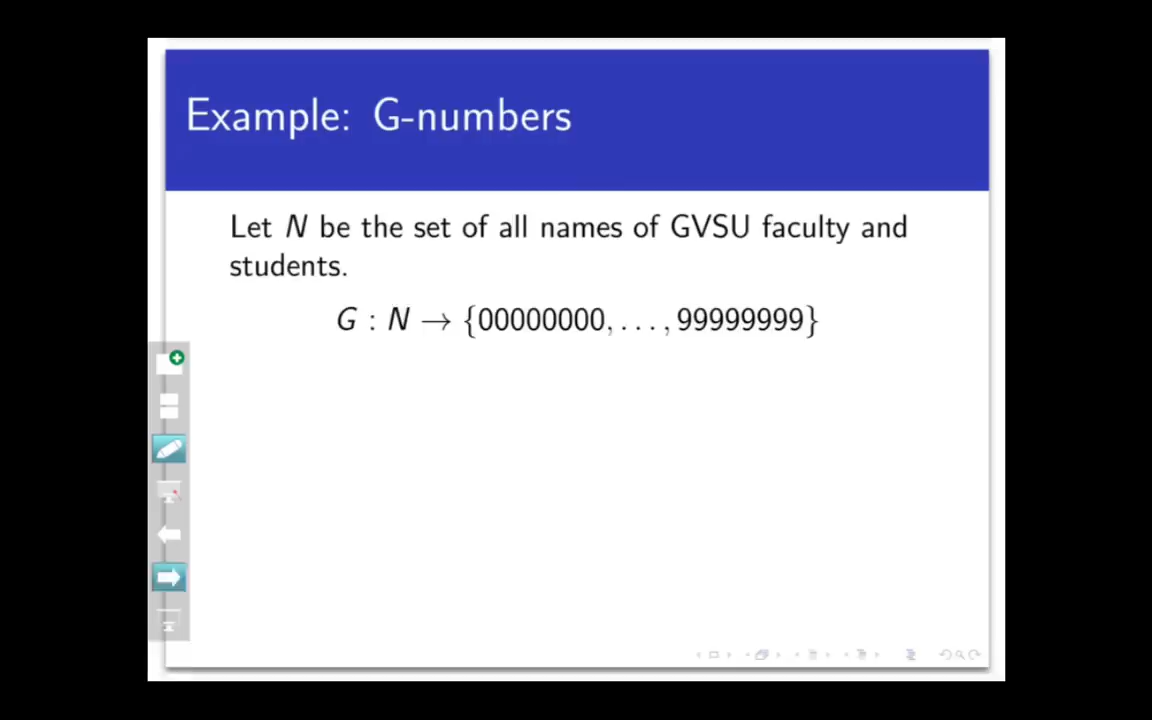 Example: G-numbers
Let N be the set of all names of GVSU faculty and
students.
G : N → {00000000, . . . , 99999999}